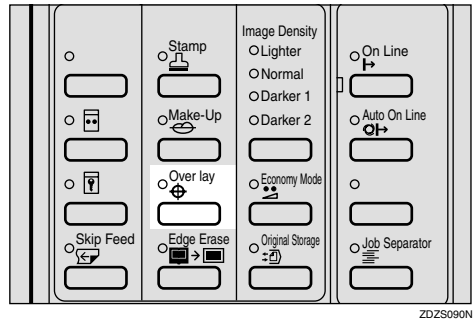 Stamp
Make-Up
Over lay
Skip Feed
Edge Erase
Image Density
Lighter
Normal
Darker 1
Darker 2
Economy Mode
Original Storage
On Line
Auto On Line
Job Separator
ZDZS090N